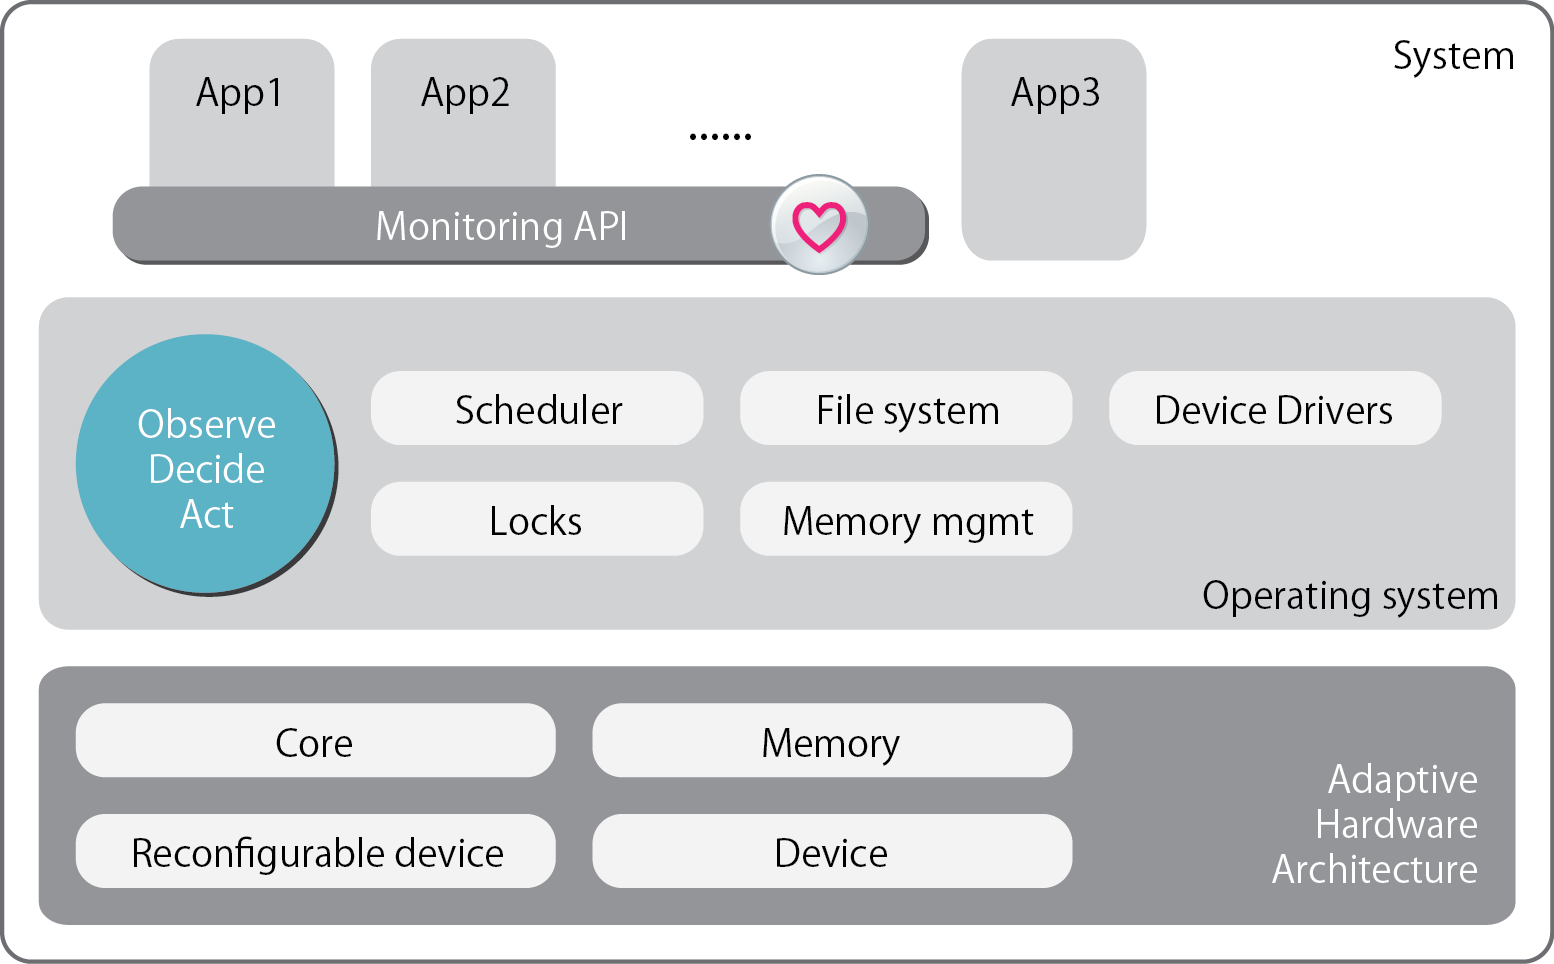 System
App1
App2
......
App3
Monitoring API
Observe
Decide
Act
Scheduler
File system
Device Drivers
Locks
Memory mgmt
Operating system
Core
Memory
Reconfigurable device
Device
Adaptive
Hardware
Architecture